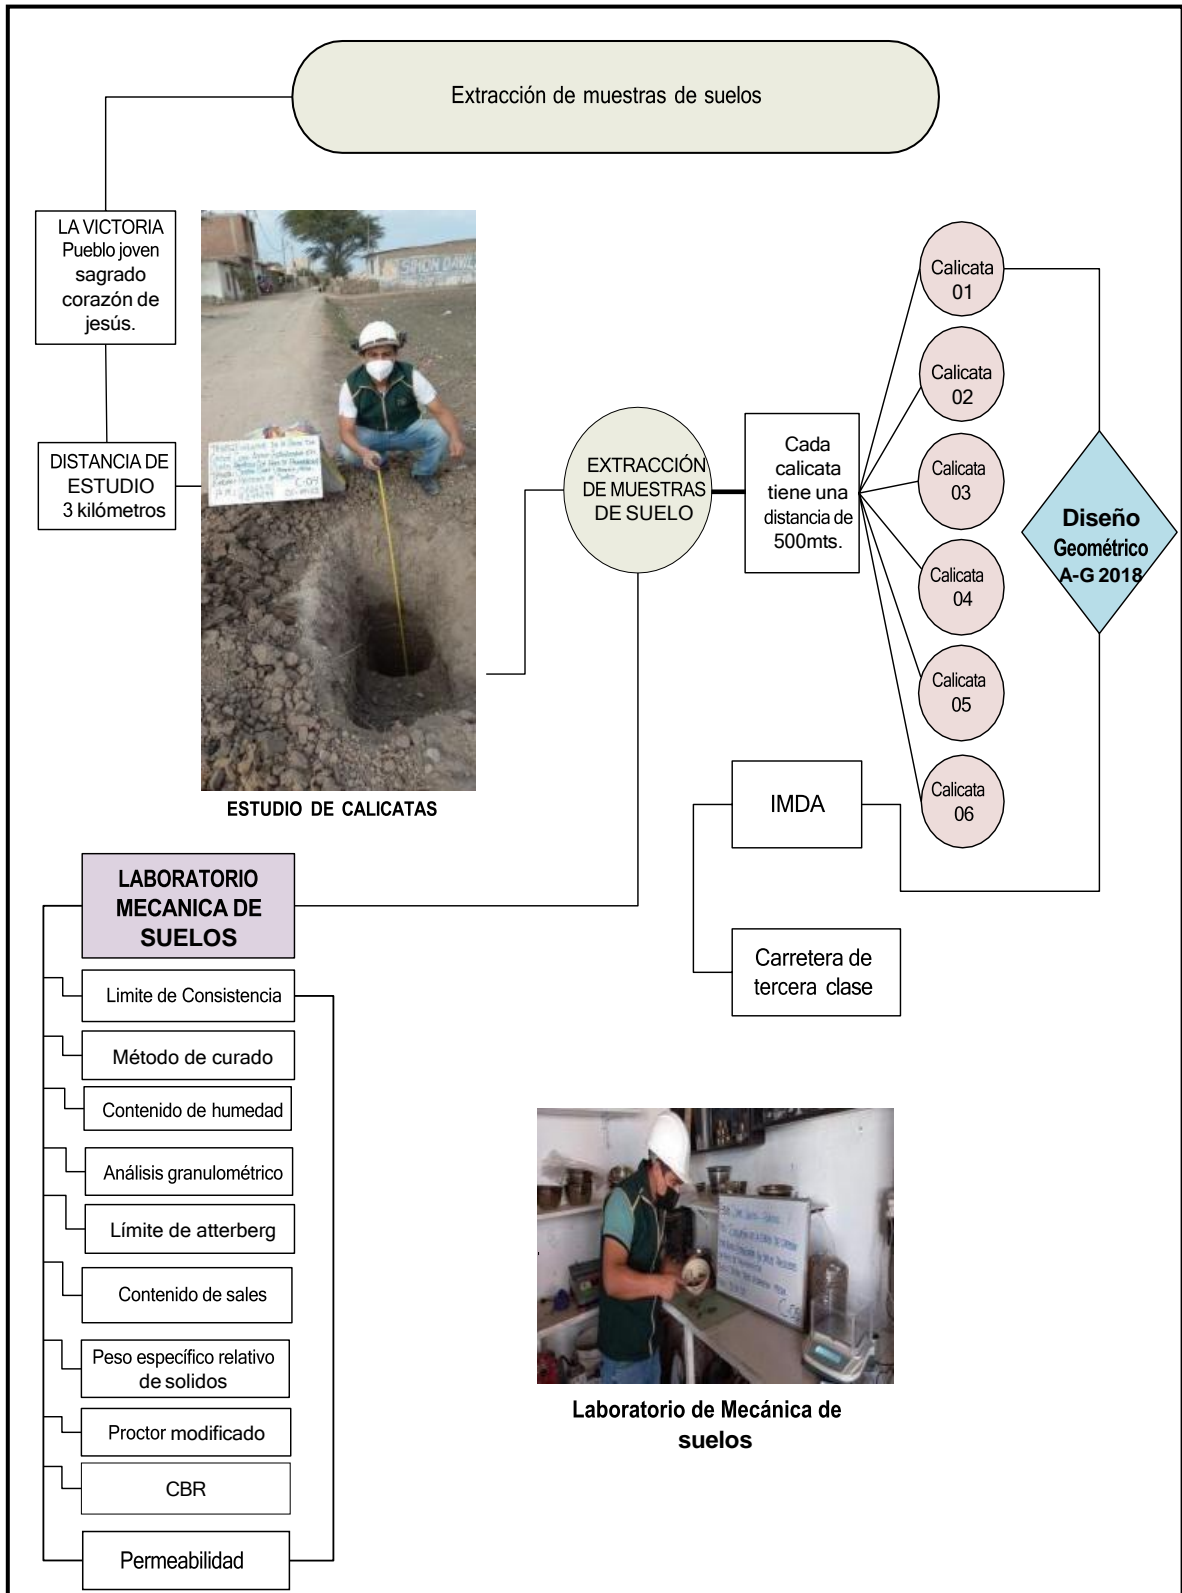 Extracción de muestras de suelos
LA VICTORIA
Pueblo joven
sagrado
corazón de
jesús.
DISTANCIA DE
ESTUDIO
3 kilómetros
SIMON DAVIL
C-04
ESTUDIO DE CALICATAS
EXTRACCIÓN
DE MUESTRAS
DE SUELO
Cada
calicata
tiene una
distancia de
500mts.
Calicata
01
Calicata
02
Calicata
03
Calicata
04
Calicata
05
Calicata
06
Diseño
Geométrico
A-G 2018
IMDA
Carretera de
tercera clase
LABORATORIO
MECANICA DE
SUELOS
Limite de Consistencia
Método de curado
Contenido de humedad
Análisis granulométrico
Límite de atterberg
Contenido de sales
Peso específico relativo
de solidos
Proctor modificado
CBR
Permeabilidad
Laboratorio de Mecánica de
suelos